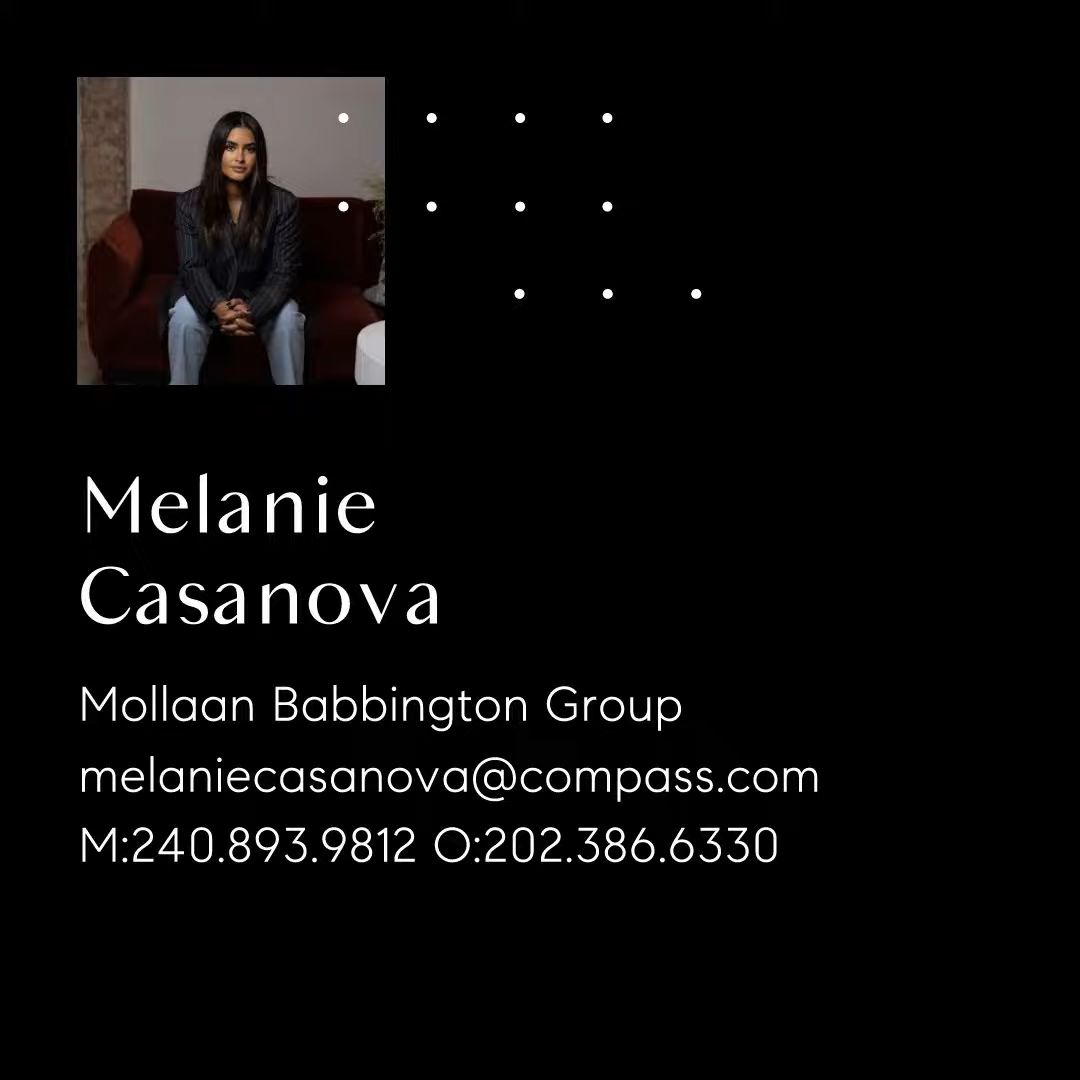 Melanie
Casanova
Mollaan Babbington Group
melaniecasanova@compass.com
M:240.893.9812 O:202.386.6330